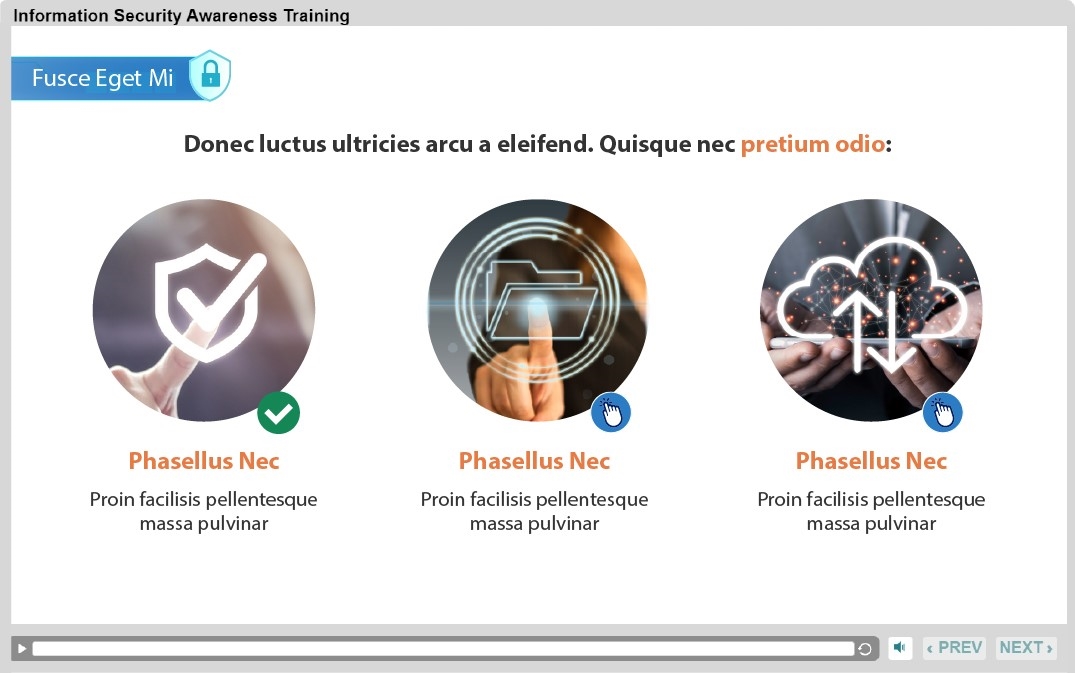 Information Security Awareness Training
Fusce Eget Mi
Donec luctus ultricies arcu a eleifend. Quisque nec pretium odio:
Phasellus Nec
Proin facilisis pellentesque
massa pulvinar
Phasellus Nec
Proin facilisis pellentesque
massa pulvinar
Phasellus Nec
Proin facilisis pellentesque
massa pulvinar
‹ PREV
NEXT ›